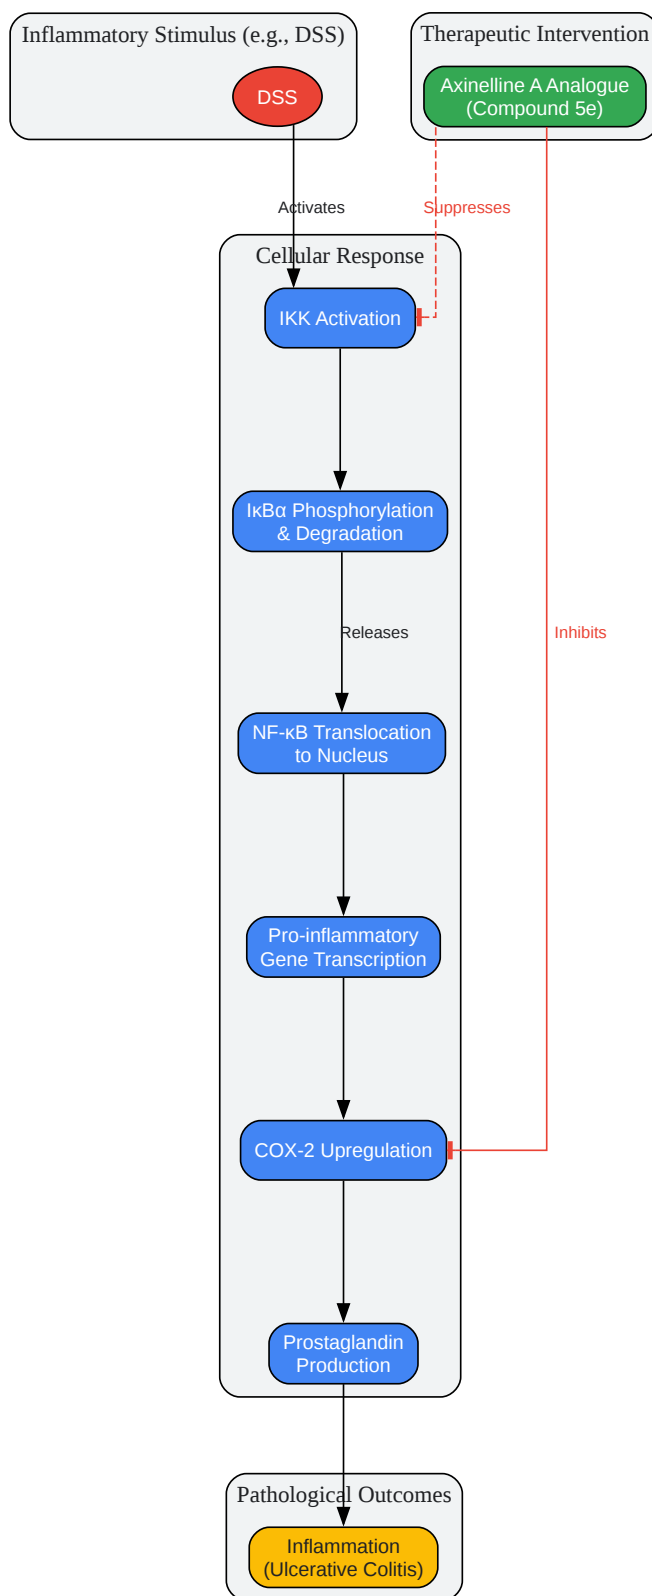 Inflammatory Stimulus (e.g., DSS)
Therapeutic Intervention
DSS
Axinelline A Analogue
(Compound 5e)
Activates
Suppresses
Cellular Response
IKK Activation
IκBα Phosphorylation
& Degradation
Releases
Inhibits
NF-κB Translocation
to Nucleus
Pro-inflammatory
Gene Transcription
COX-2 Upregulation
Prostaglandin
Production
Pathological Outcomes
Inflammation
(Ulcerative Colitis)